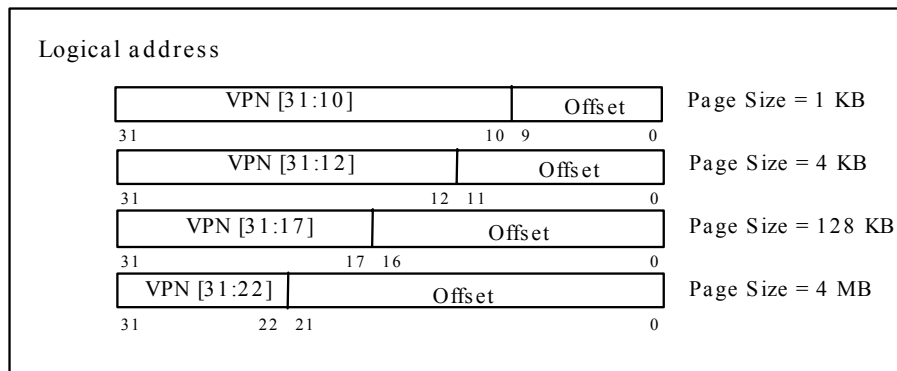 Logical address
VPN [31:10] Offset Page Size = 1 KB
31 10 9 0
VPN [31:12] Offset Page Size = 4 KB
31 12 11 0
VPN [31:17] Offset Page Size = 128 KB
31 17 16 0
VPN [31:22] Offset Page Size = 4 MB
31 22 21 0